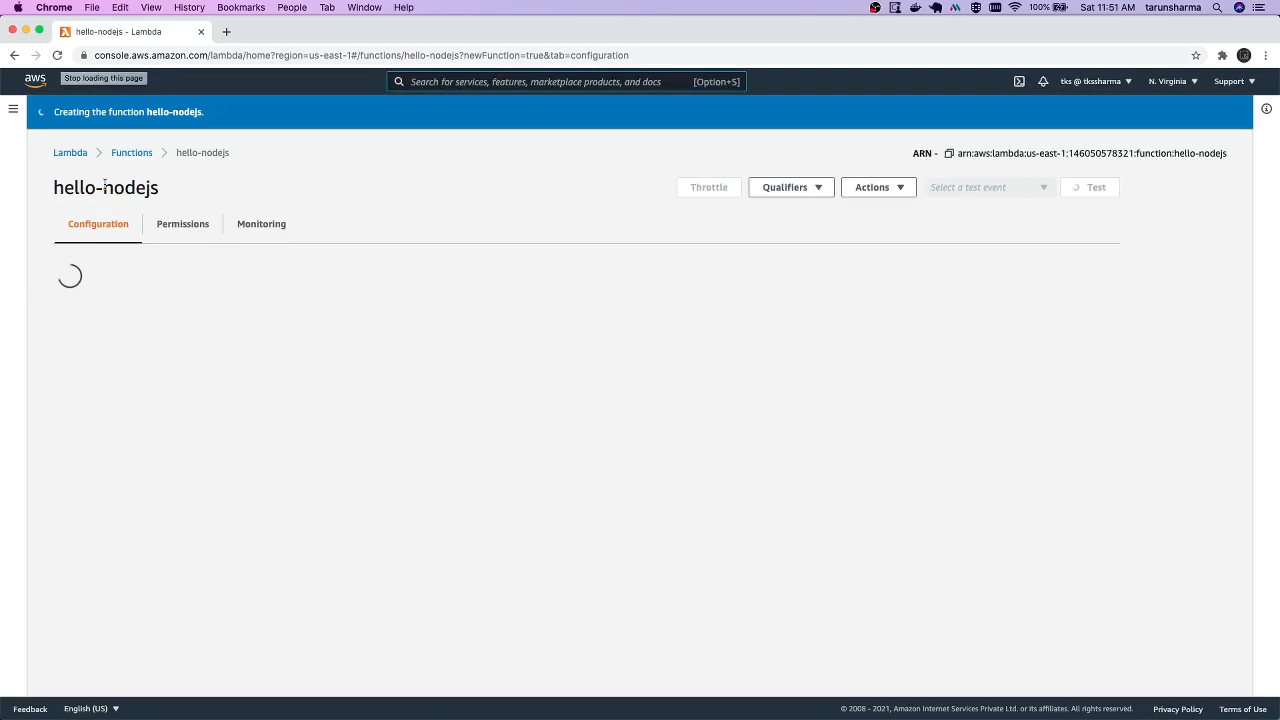 Chrome File Edit View History Bookmarks People Tab Window Help 100% Sat 11:51 AM tarunsharma
hello-nodejs - Lambda
console.aws.amazon.com/lambda/home?region=us-east-1#/functions/hello-nodejs?newFunction=true&tab=configuration
aws Stop loading this page Search for services, features, marketplace products, and docs [Option+S] tks @ tkssharma N. Virginia Support
Creating the function hello-nodejs.
Lambda Functions hello-nodejs ARN - arn:aws:lambda:us-east-1:146050578321:function:hello-nodejs
hello-nodejs Throttle Qualifiers Actions Select a test event Test
Configuration Permissions Monitoring
Feedback English (US) © 2008 - 2021, Amazon Internet Services Private Ltd. or its affiliates. All rights reserved. Privacy Policy Terms of Use